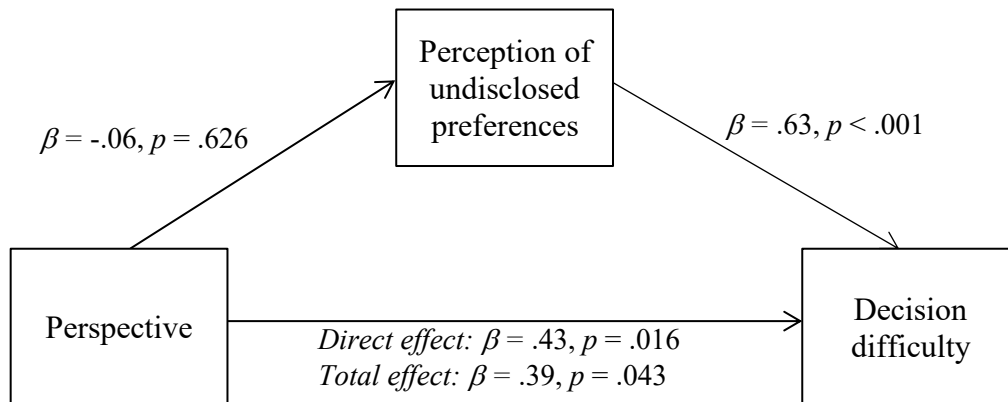 Perception of
undisclosed
preferences
β = -.06, p = .626
β = .63, p < .001
Perspective
Direct effect: β = .43, p = .016
Total effect: β = .39, p = .043
Decision
difficulty